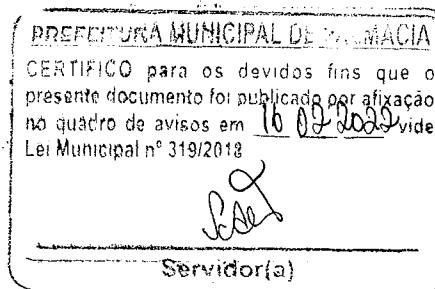 PREFEITURA MUNICIPAL DE PALMACIA
CERTIFICO para os devidos fins que o
presente documento foi publicado por afixação
no quadro de avisos em 16 02 2022 vide
Lei Municipal nº 319/2018
Servidor(a)